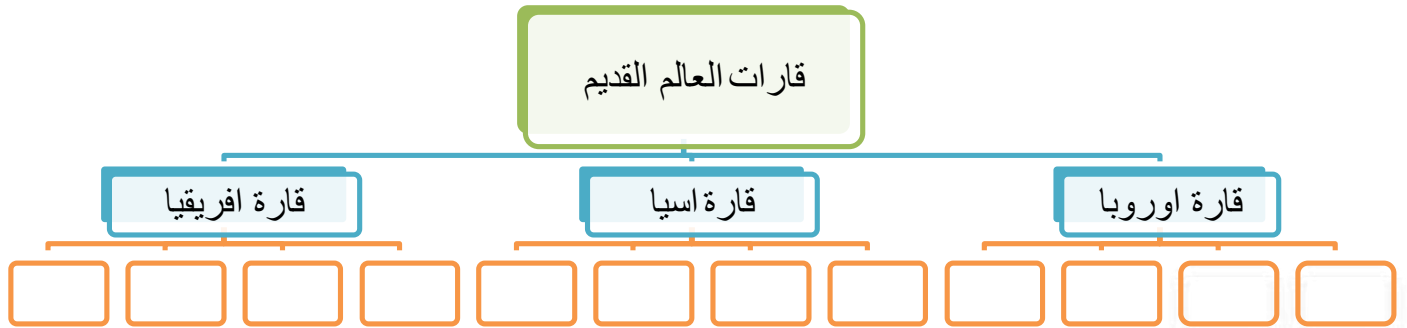 قارات العالم القديم
قارة اوروبا
قارة اسيا
قارة افريقيا